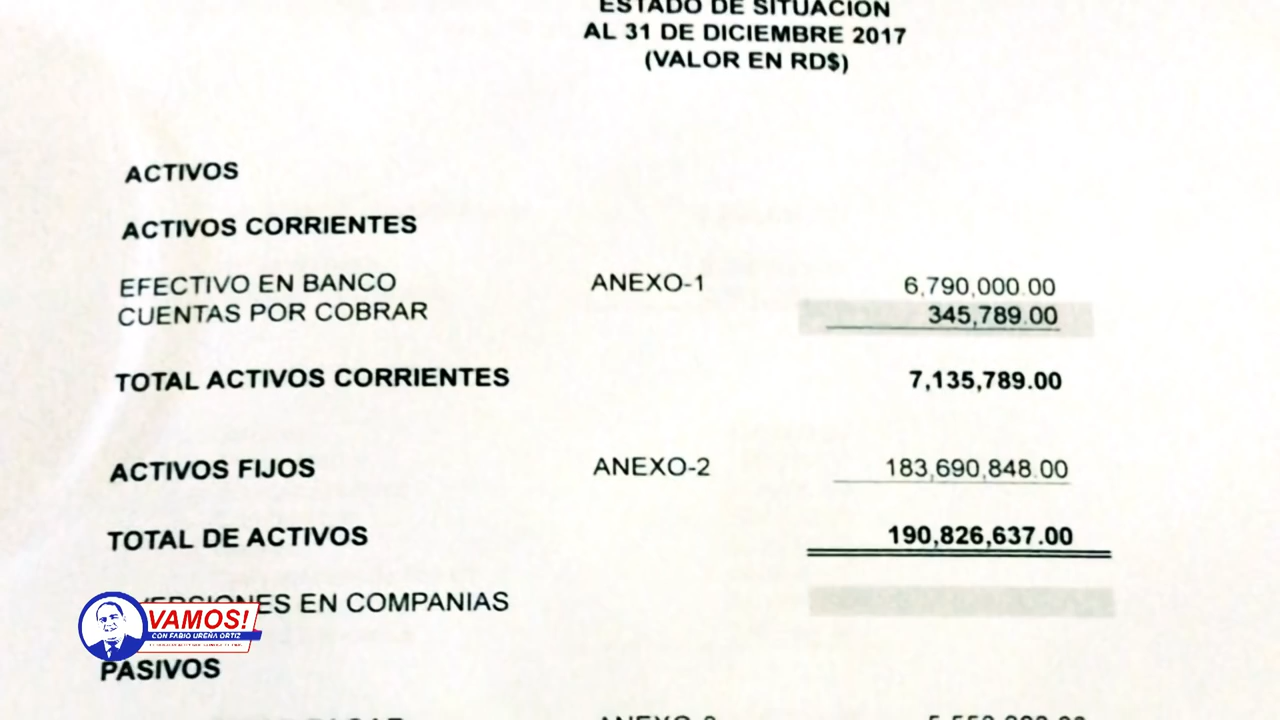 ESTADO DE SITUACION
AL 31 DE DICIEMBRE 2017
(VALOR EN RD$)
ACTIVOS
ACTIVOS CORRIENTES
EFECTIVO EN BANCO ANEXO-1 6,790,000.00
CUENTAS POR COBRAR 345,789.00
TOTAL ACTIVOS CORRIENTES 7,135,789.00
ACTIVOS FIJOS ANEXO-2 183,690,848.00
TOTAL DE ACTIVOS 190,826,637.00
EN COMPANIAS
VAMOS!
CON FABIO UREÑA ORTIZ
PASIVOS